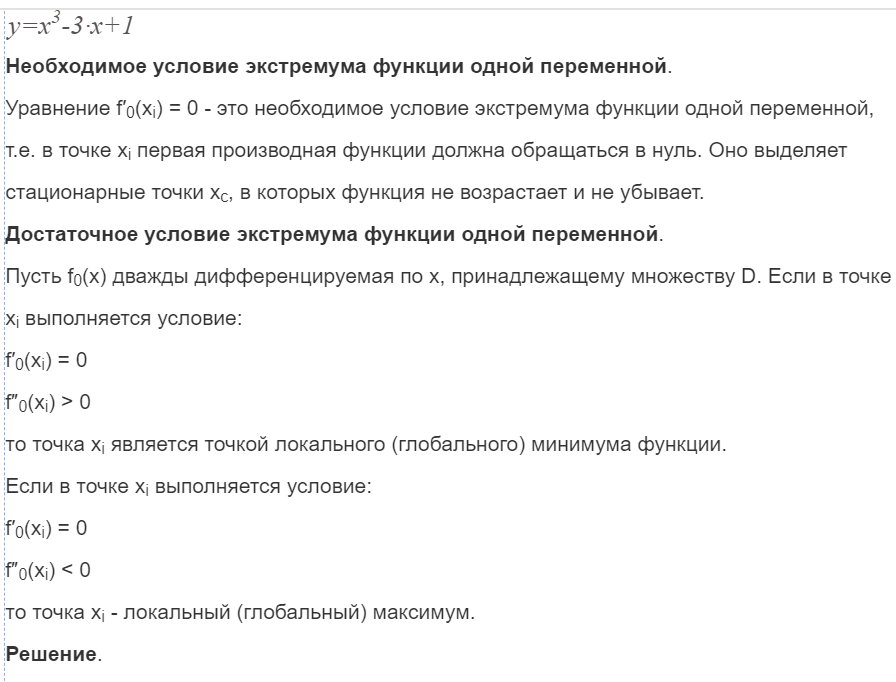 y=x³-3·x+1
Необходимое условие экстремума функции одной переменной.
Уравнение f'₀(xᵢ) = 0 - это необходимое условие экстремума функции одной переменной,
т.е. в точке xᵢ первая производная функции должна обращаться в нуль. Оно выделяет
стационарные точки x_с, в которых функция не возрастает и не убывает.
Достаточное условие экстремума функции одной переменной.
Пусть f₀(x) дважды дифференцируемая по x, принадлежащему множеству D. Если в точке
xᵢ выполняется условие:
f'₀(xᵢ) = 0
f''₀(xᵢ) > 0
то точка xᵢ является точкой локального (глобального) минимума функции.
Если в точке xᵢ выполняется условие:
f'₀(xᵢ) = 0
f''₀(xᵢ) < 0
то точка xᵢ - локальный (глобальный) максимум.
Решение.